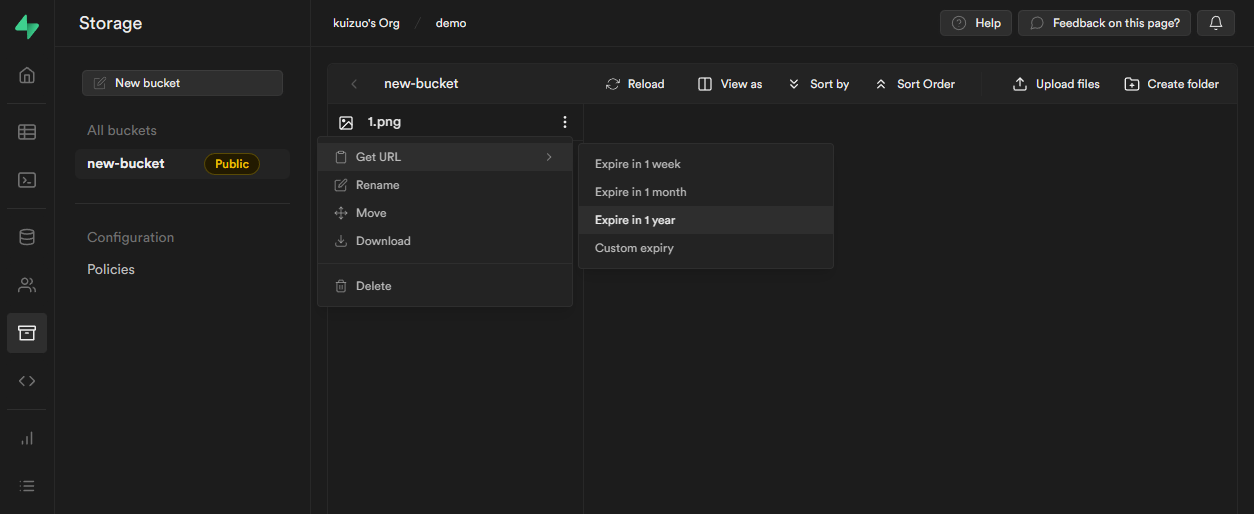 Storage
kuizuo's Org / demo
Help
Feedback on this page?
New bucket
All buckets
new-bucket Public
Configuration
Policies
new-bucket
Reload
View as
Sort by
Sort Order
Upload files
Create folder
1.png
Get URL
Rename
Move
Download
Delete
Expire in 1 week
Expire in 1 month
Expire in 1 year
Custom expiry